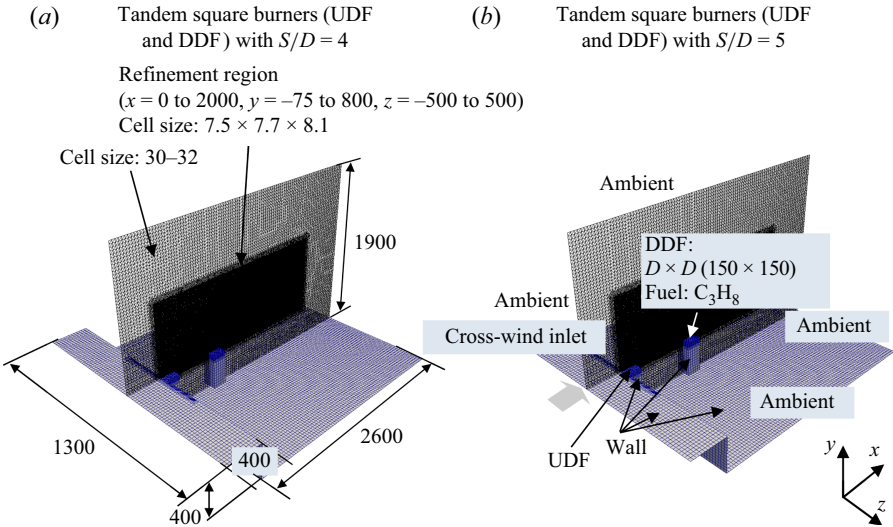 (a)
Tandem square burners (UDF
and DDF) with S/D = 4
Refinement region
(x = 0 to 2000, y = –75 to 800, z = –500 to 500)
Cell size: 7.5 × 7.7 × 8.1
Cell size: 30–32
1900
1300
400
400
2600
(b)
Tandem square burners (UDF
and DDF) with S/D = 5
Ambient
DDF:
D × D (150 × 150)
Fuel: C₃H₈
Ambient
Cross-wind inlet
Ambient
Ambient
UDF
Wall
y
x
z